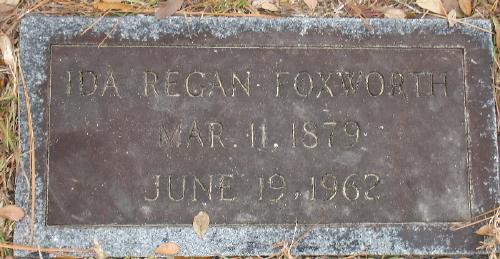 IDA REGAN FOXWORTH
MAR. 11, 1879
JUNE 19, 1962